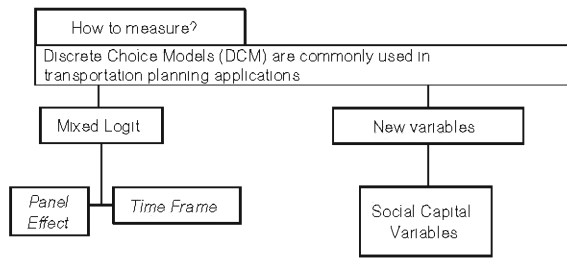 How to measure?
Discrete Choice Models (DCM) are commonly used in
transportation planning applications
Mixed Logit
New variables
Panel
Effect
Time Frame
Social Capital
Variables